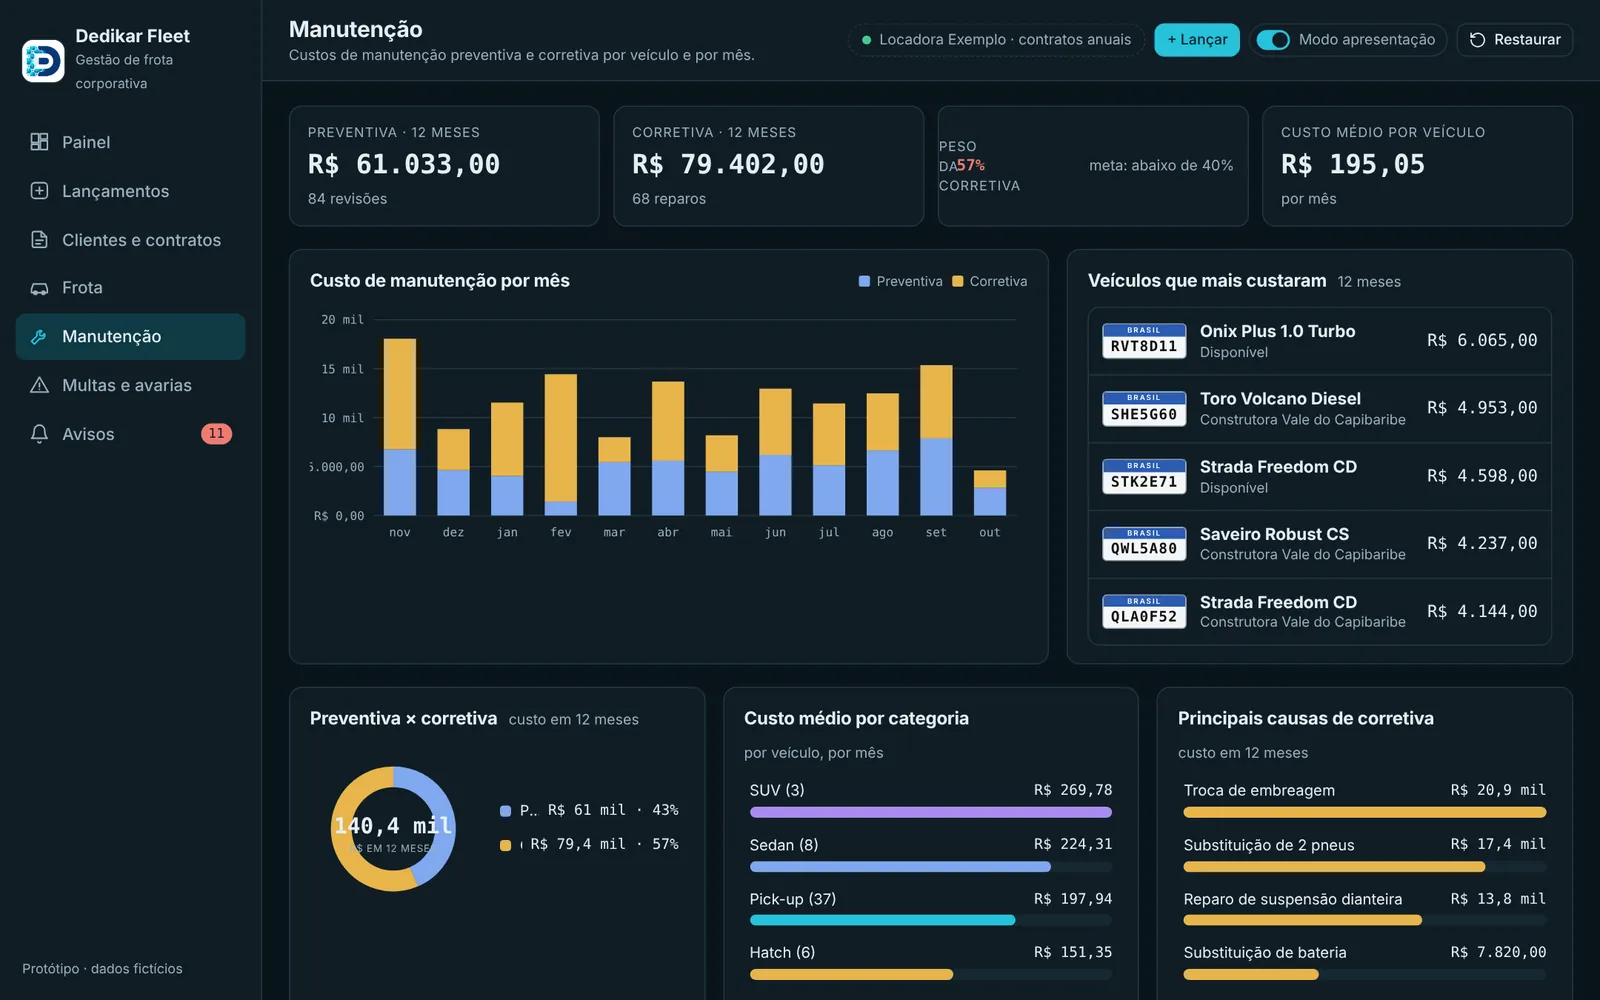 Dedikar Fleet
Gestão de frota
corporativa
Painel
Lançamentos
Clientes e contratos
Frota
Manutenção
Multas e avarias
Avisos 11
Protótipo · dados fictícios
Manutenção
Custos de manutenção preventiva e corretiva por veículo e por mês.
Locadora Exemplo · contratos anuais
+ Lançar
Modo apresentação
Restaurar
PREVENTIVA · 12 MESES
R$ 61.033,00
84 revisões
CORRETIVA · 12 MESES
R$ 79.402,00
68 reparos
PESO
DA 57% meta: abaixo de 40%
CORRETIVA
CUSTO MÉDIO POR VEÍCULO
R$ 195,05
por mês
Custo de manutenção por mês
Preventiva Corretiva
20 mil
15 mil
10 mil
5.000,00
R$ 0,00
nov dez jan fev mar abr mai jun jul ago set out
Veículos que mais custaram 12 meses
BRASIL
RVT8D11
Onix Plus 1.0 Turbo
Disponível
R$ 6.065,00
BRASIL
SHE5G60
Toro Volcano Diesel
Construtora Vale do Capibaribe
R$ 4.953,00
BRASIL
STK2E71
Strada Freedom CD
Disponível
R$ 4.598,00
BRASIL
QWL5A80
Saveiro Robust CS
Construtora Vale do Capibaribe
R$ 4.237,00
BRASIL
QLA0F52
Strada Freedom CD
Construtora Vale do Capibaribe
R$ 4.144,00
Preventiva × corretiva custo em 12 meses
140,4 mil
EM 12 MESE
P… R$ 61 mil · 43%
R$ 79,4 mil · 57%
Custo médio por categoria
por veículo, por mês
SUV (3) R$ 269,78
Sedan (8) R$ 224,31
Pick-up (37) R$ 197,94
Hatch (6) R$ 151,35
Principais causas de corretiva
custo em 12 meses
Troca de embreagem R$ 20,9 mil
Substituição de 2 pneus R$ 17,4 mil
Reparo de suspensão dianteira R$ 13,8 mil
Substituição de bateria R$ 7.820,00